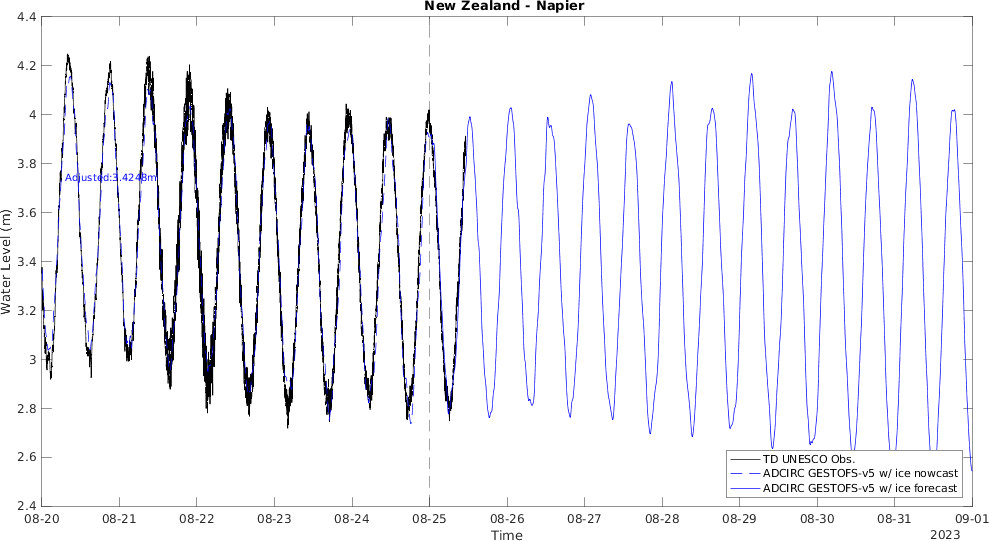 New Zealand - Napier
4.4
4.2
4
3.8
3.6
3.4
3.2
3
2.8
2.6
2.4
Water Level (m)
Adjusted:3.4248m
TD UNESCO Obs.
ADCIRC GESTOFS-v5 w/ ice nowcast
ADCIRC GESTOFS-v5 w/ ice forecast
08-20 08-21 08-22 08-23 08-24 08-25 08-26 08-27 08-28 08-29 08-30 08-31 09-01
Time
2023